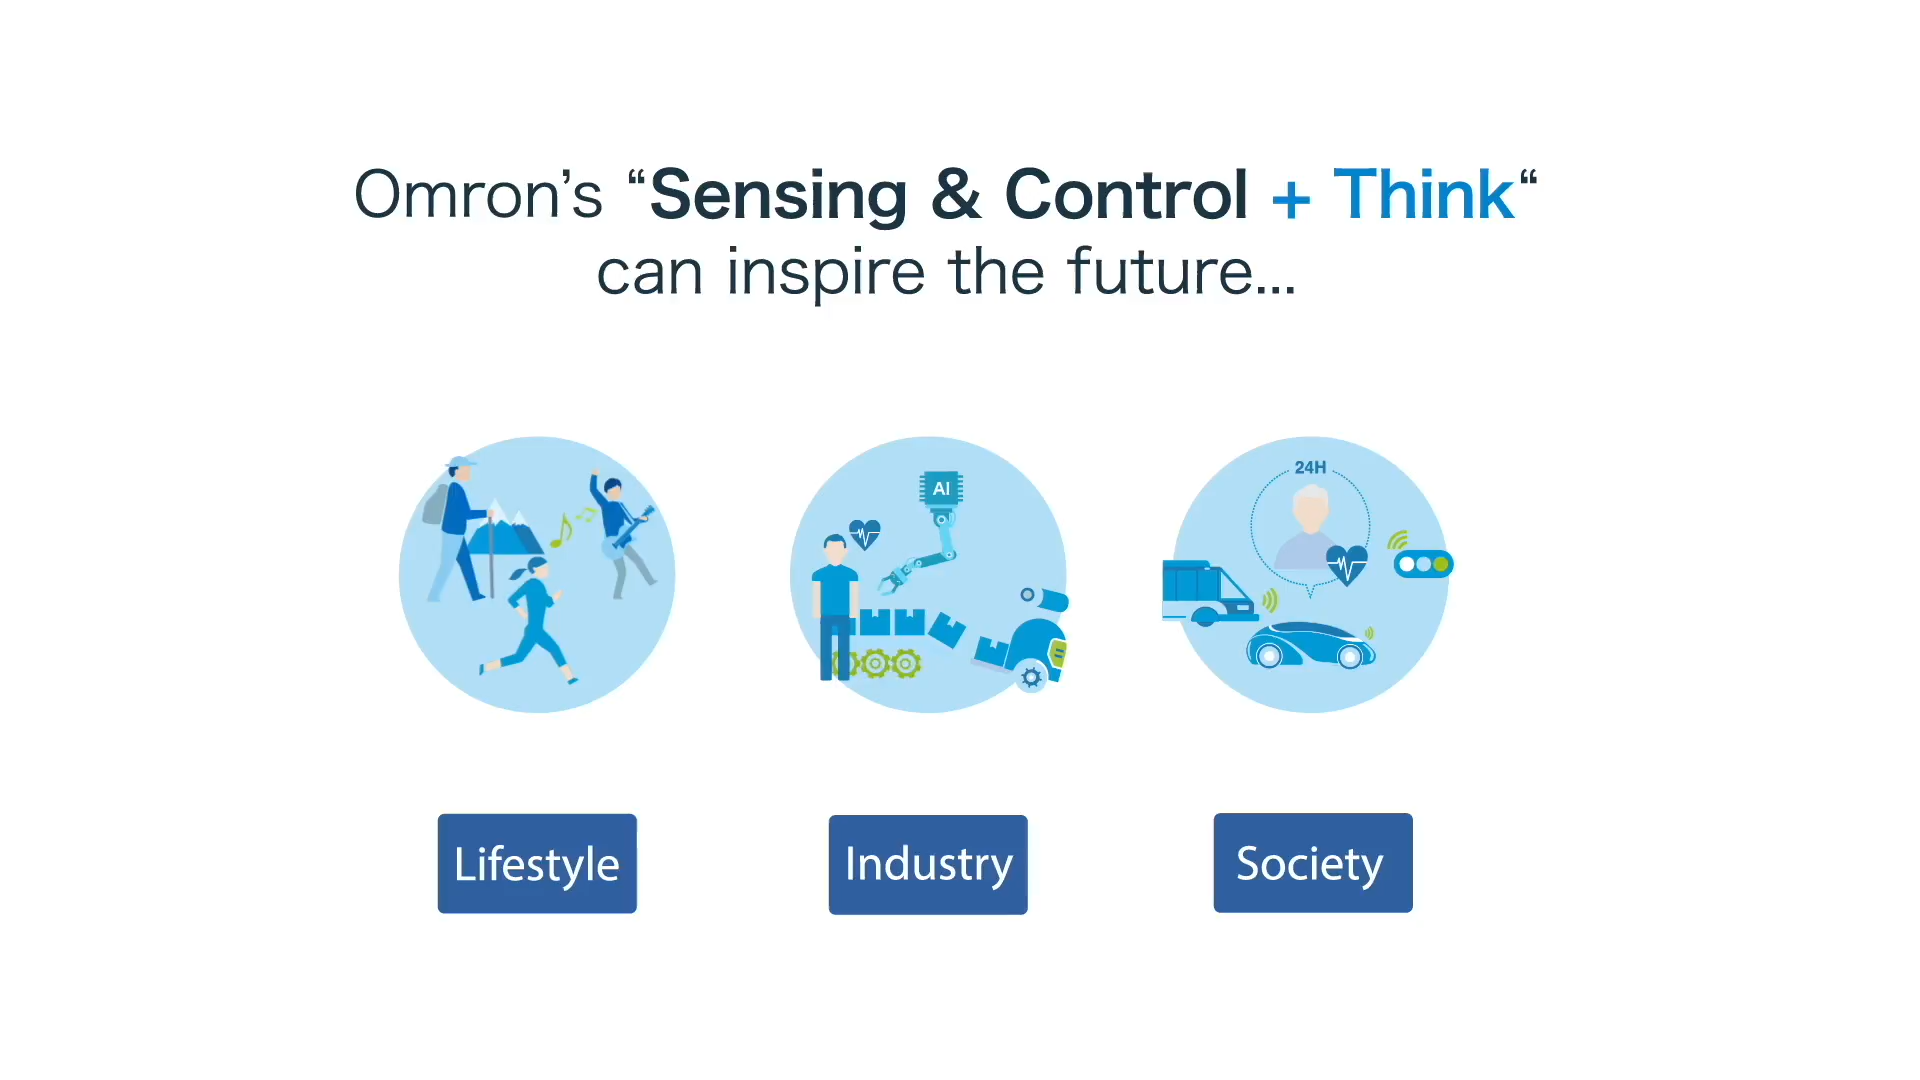 Omron’s “Sensing & Control + Think“
can inspire the future...
AI
24H
Lifestyle
Industry
Society